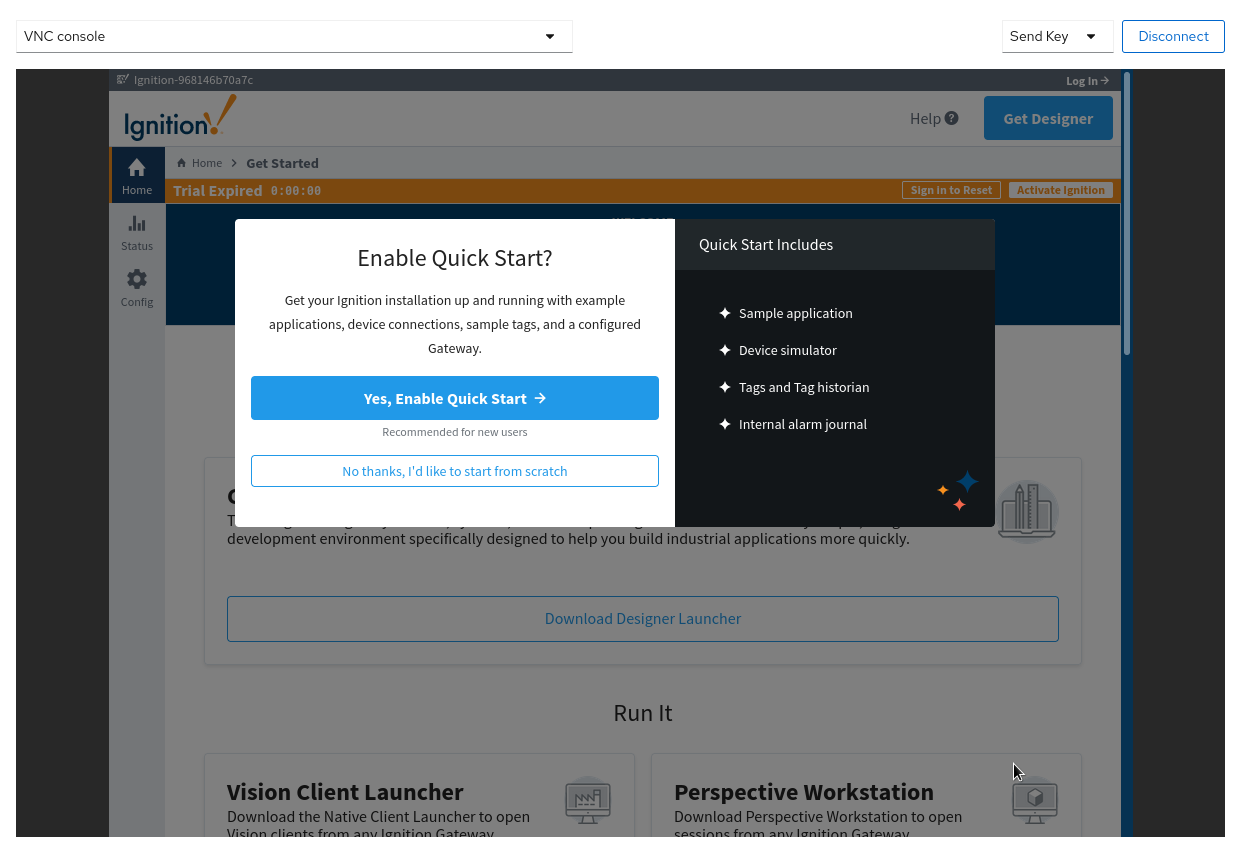 VNC console
Send Key
Disconnect
Ignition-968146b70a7c
Log In
Ignition!
Help
Get Designer
Home > Get Started
Home
Trial Expired 0:00:00
Sign In to Reset
Activate Ignition
Status
Config
Enable Quick Start?
Get your Ignition installation up and running with example
applications, device connections, sample tags, and a configured
Gateway.
Yes, Enable Quick Start
Recommended for new users
No thanks, I'd like to start from scratch
Quick Start Includes
Sample application
Device simulator
Tags and Tag historian
Internal alarm journal
development environment specifically designed to help you build industrial applications more quickly.
Download Designer Launcher
Run It
Vision Client Launcher
Download the Native Client Launcher to open
Vision clients from any Ignition Gateway.
Perspective Workstation
Download Perspective Workstation to open
sessions from any Ignition Gateway.